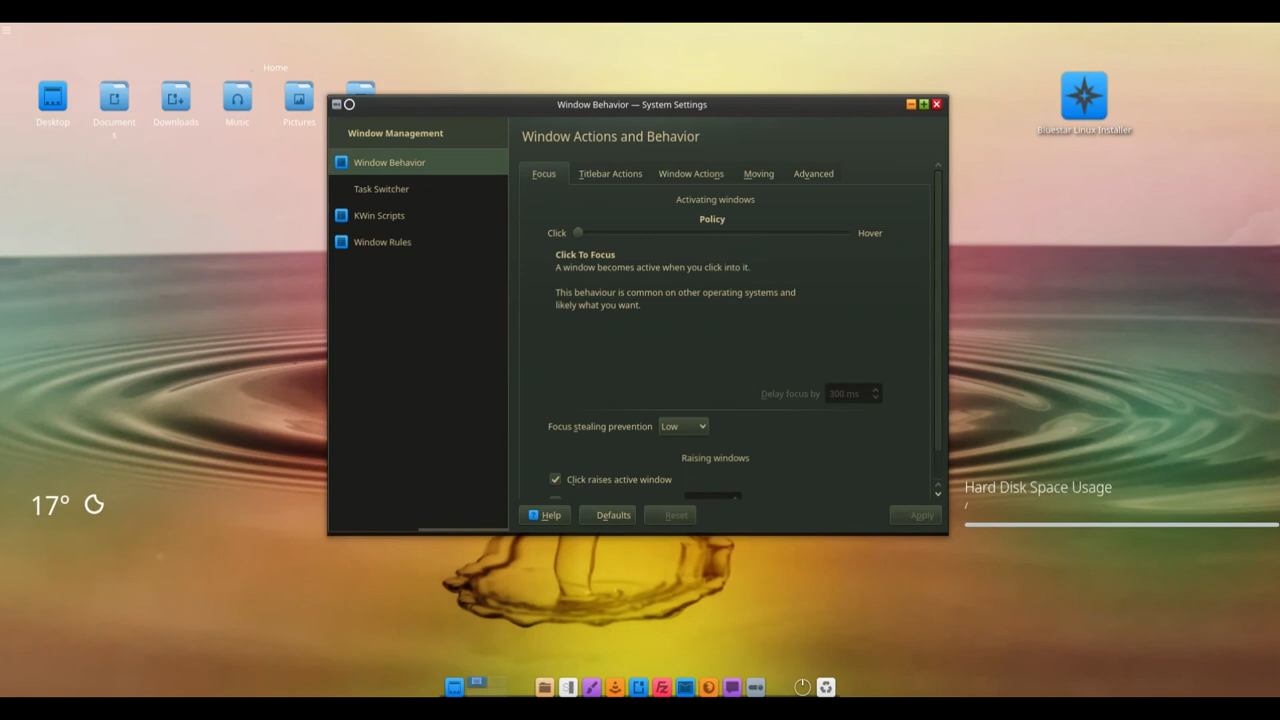 Home
Desktop
Document
s
Downloads
Music
Pictures
Bluestar Linux Installer
Window Behavior — System Settings
Window Management
Window Behavior
Task Switcher
KWin Scripts
Window Rules
Window Actions and Behavior
Focus
Titlebar Actions
Window Actions
Moving
Advanced
Activating windows
Policy
Click
Hover
Click To Focus
A window becomes active when you click into it.
This behaviour is common on other operating systems and
likely what you want.
Delay focus by 300 ms
Focus stealing prevention Low
Raising windows
Click raises active window
Help
Defaults
Reset
Apply
17°
Hard Disk Space Usage
/